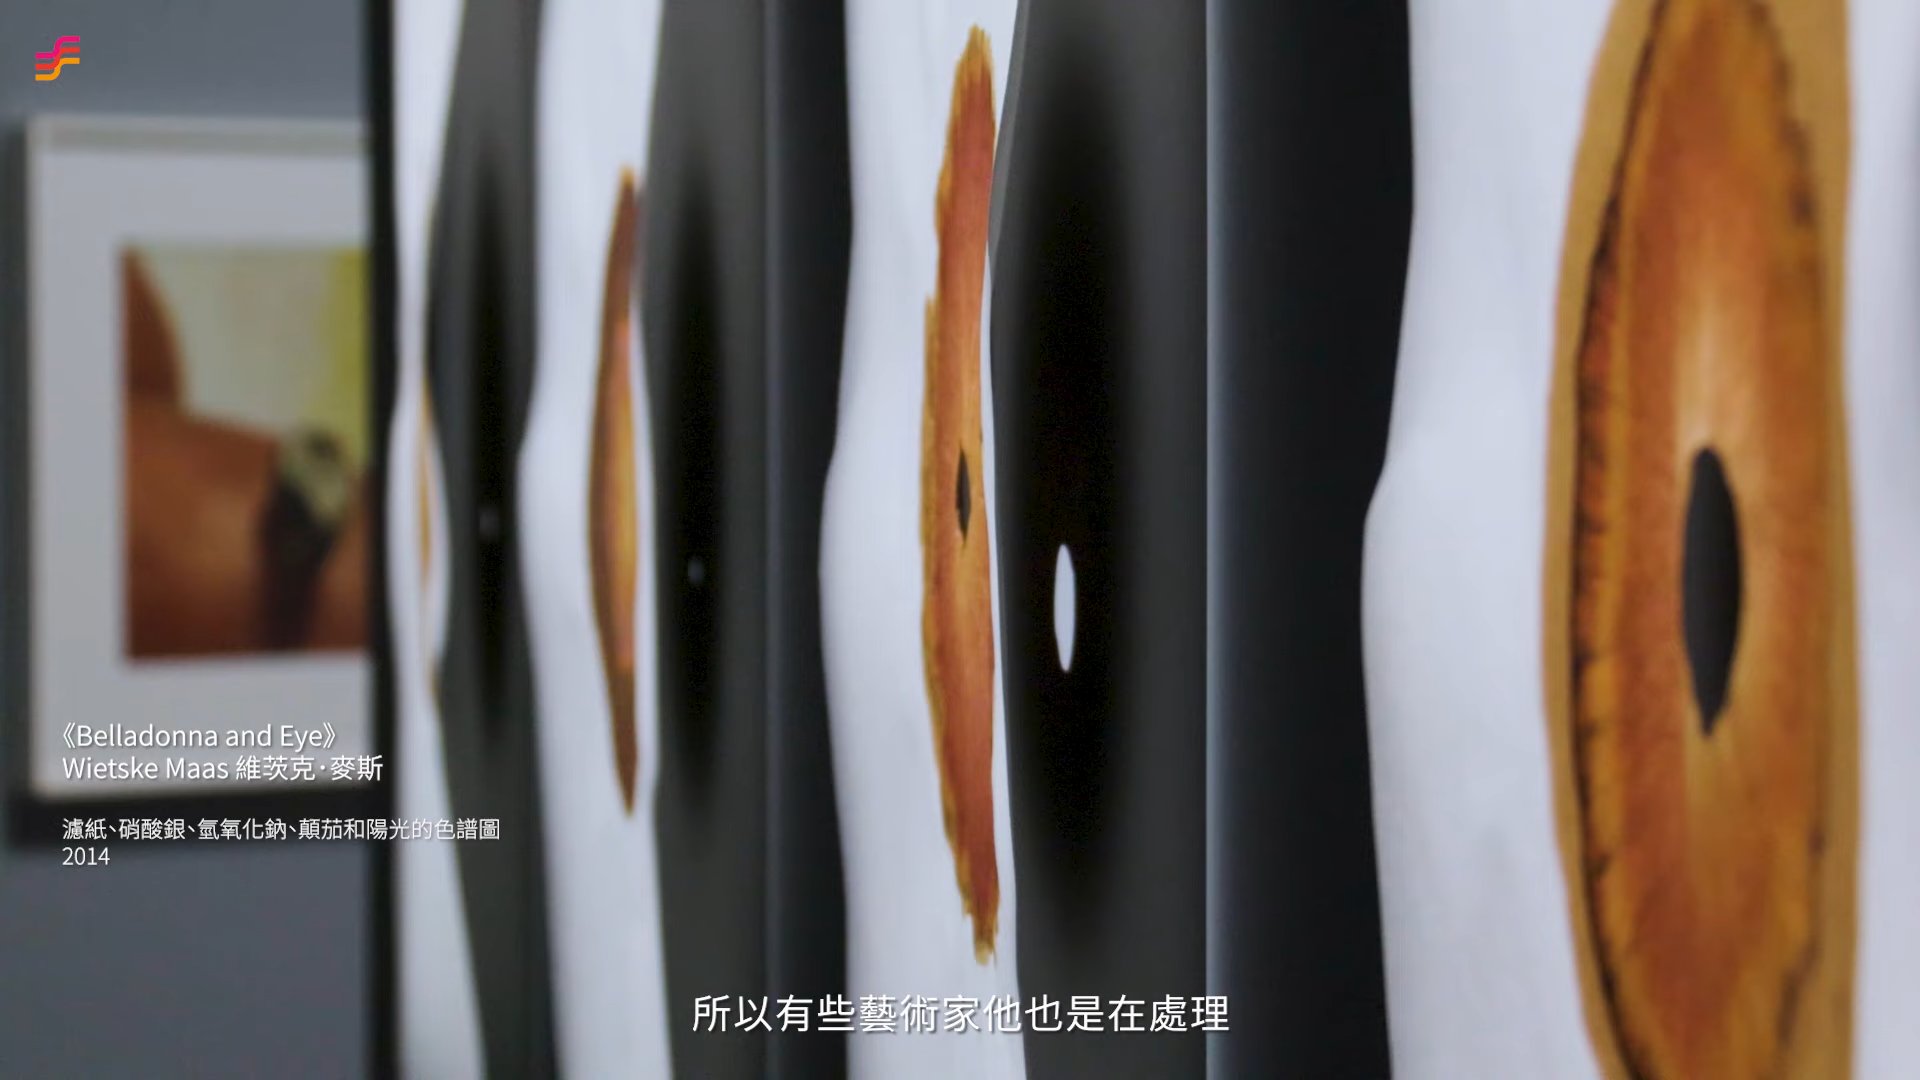 《Belladonna and Eye》
Wietske Maas 維茨克·麥斯
濾紙、硝酸銀、氫氧化鈉、顛茄和陽光的色譜圖
2014
所以有些藝術家他也是在處理